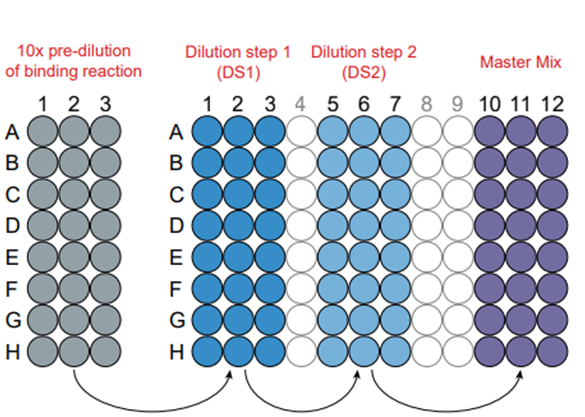 10x pre-dilution
of binding reaction
Dilution step 1
(DS1)
Dilution step 2
(DS2)
Master Mix
1 2 3
1 2 3 4 5 6 7 8 9 10 11 12
A A
B B
C C
D D
E E
F F
G G
H H